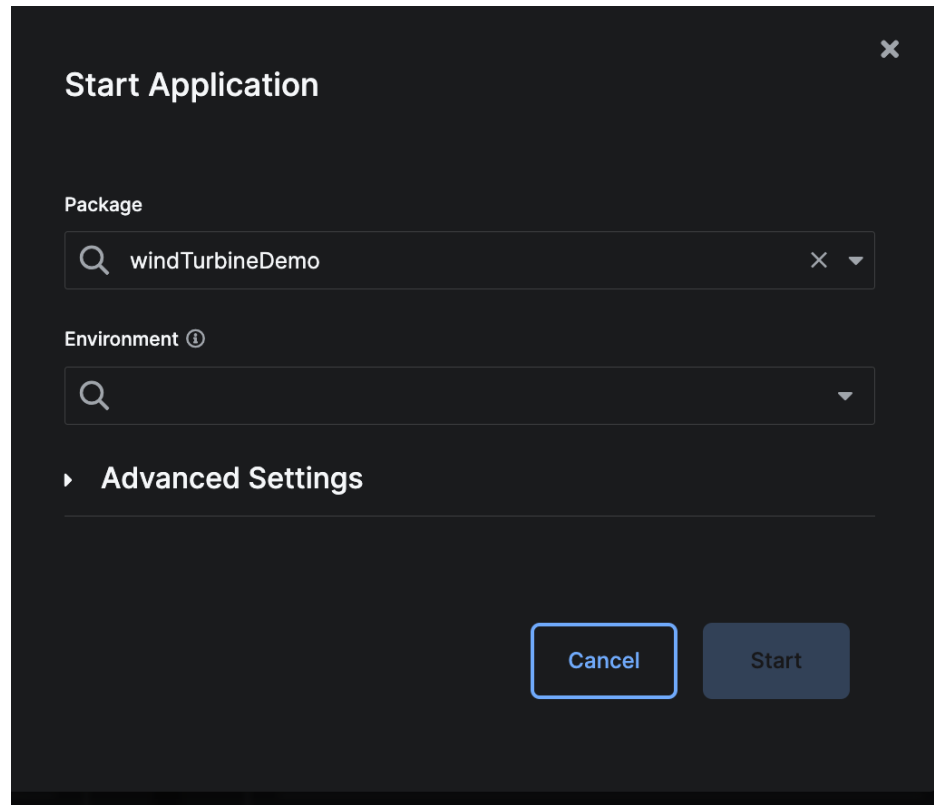 Start Application
Package
windTurbineDemo
Environment
Advanced Settings
Cancel
Start